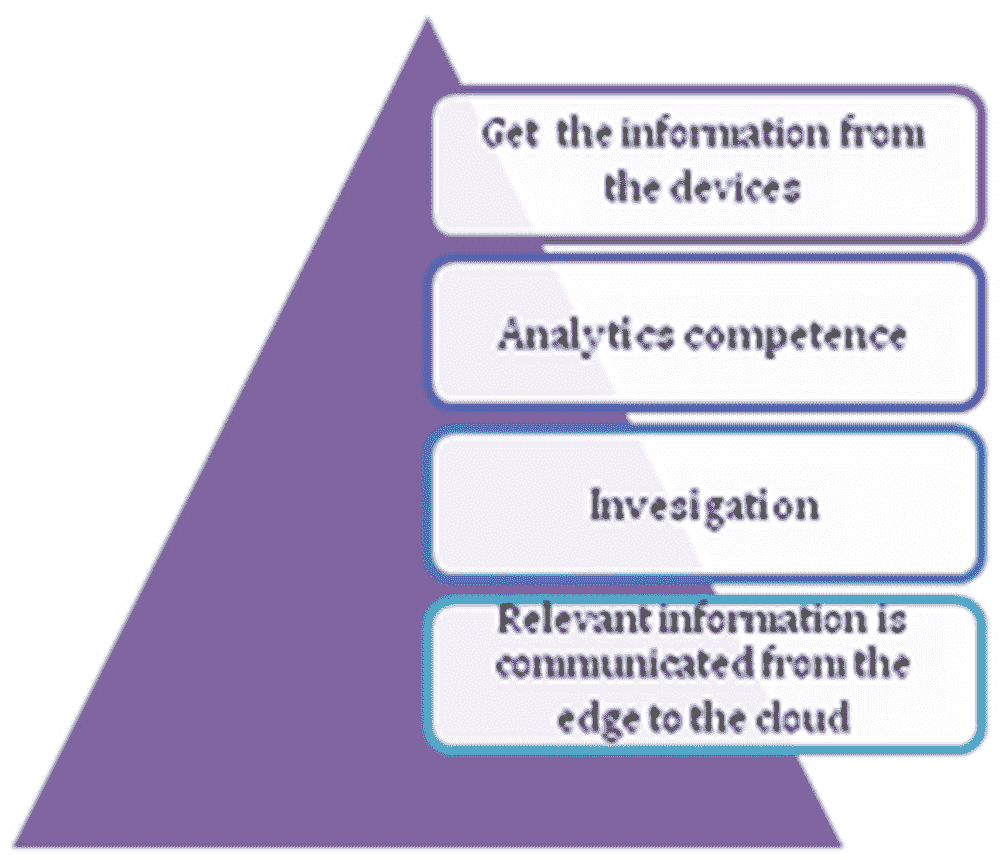 Get the information from
the devices
Analytics competence
Invesigation
Relevant information is
communicated from the
edge to the cloud